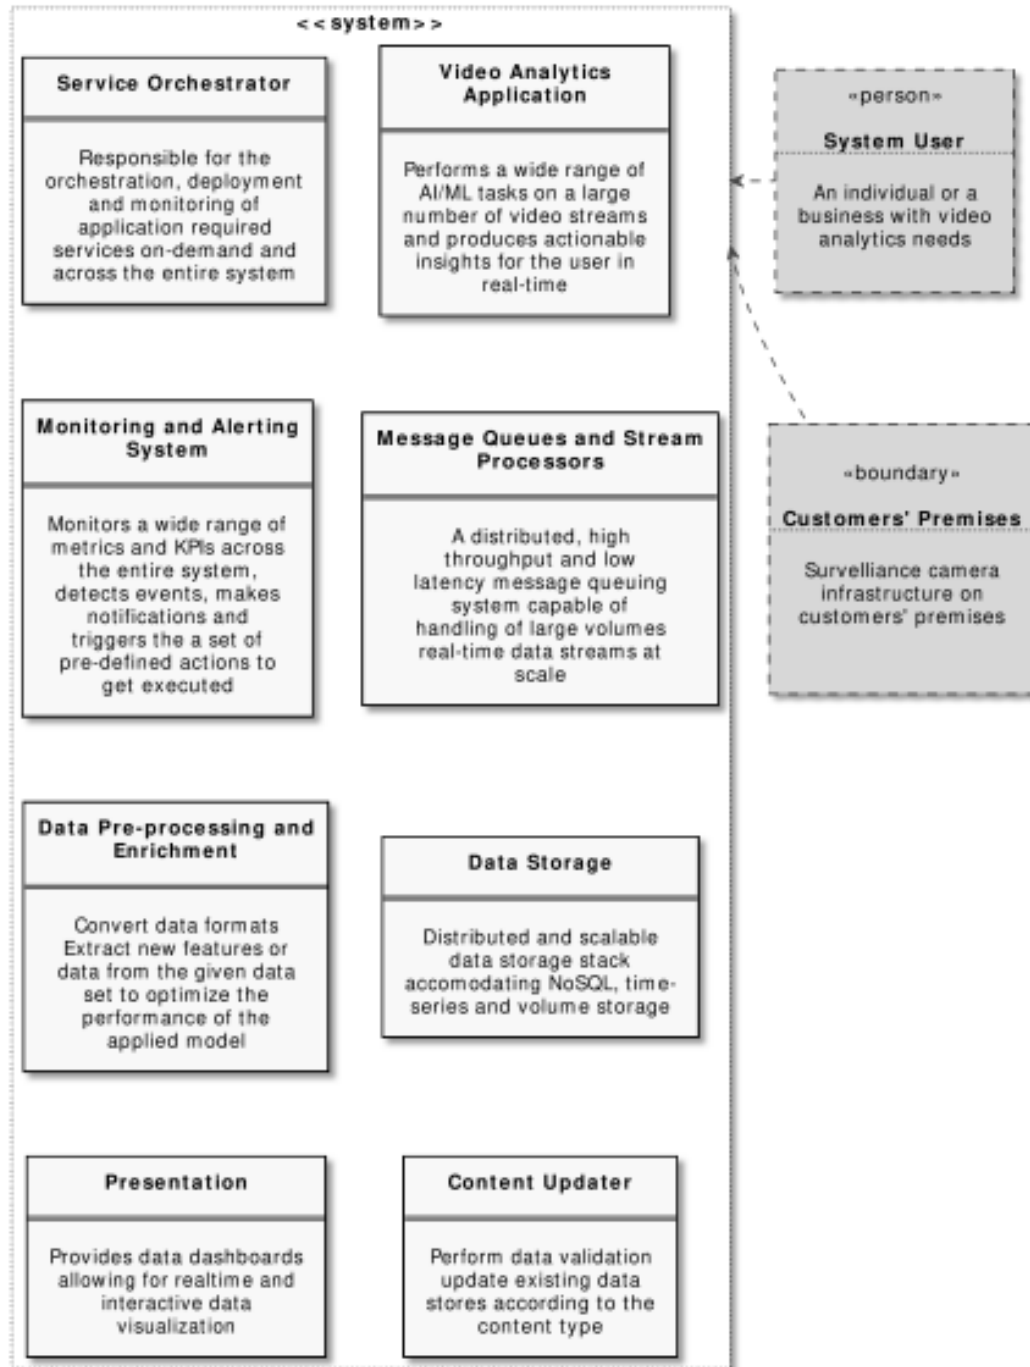 <<system>>
Service Orchestrator
Responsible for the
orchestration, deployment
and monitoring of
application required
services on-demand and
across the entire system
Video Analytics
Application
Performs a wide range of
AI/ML tasks on a large
number of video streams
and produces actionable
insights for the user in
real-time
«person»
System User
An individual or a
business with video
analytics needs
Monitoring and Alerting
System
Monitors a wide range of
metrics and KPIs across
the entire system,
detects events, makes
notifications and
triggers the a set of
pre-defined actions to
get executed
Message Queues and Stream
Processors
A distributed, high
throughput and low
latency message queuing
system capable of
handling of large volumes
real-time data streams at
scale
«boundary»
Customers' Premises
Survelliance camera
infrastructure on
customers' premises
Data Pre-processing and
Enrichment
Convert data formats
Extract new features or
data from the given data
set to optimize the
performance of the
applied model
Data Storage
Distributed and scalable
data storage stack
accomodating NoSQL, time-
series and volume storage
Presentation
Provides data dashboards
allowing for realtime and
interactive data
visualization
Content Updater
Perform data validation
update existing data
stores according to the
content type